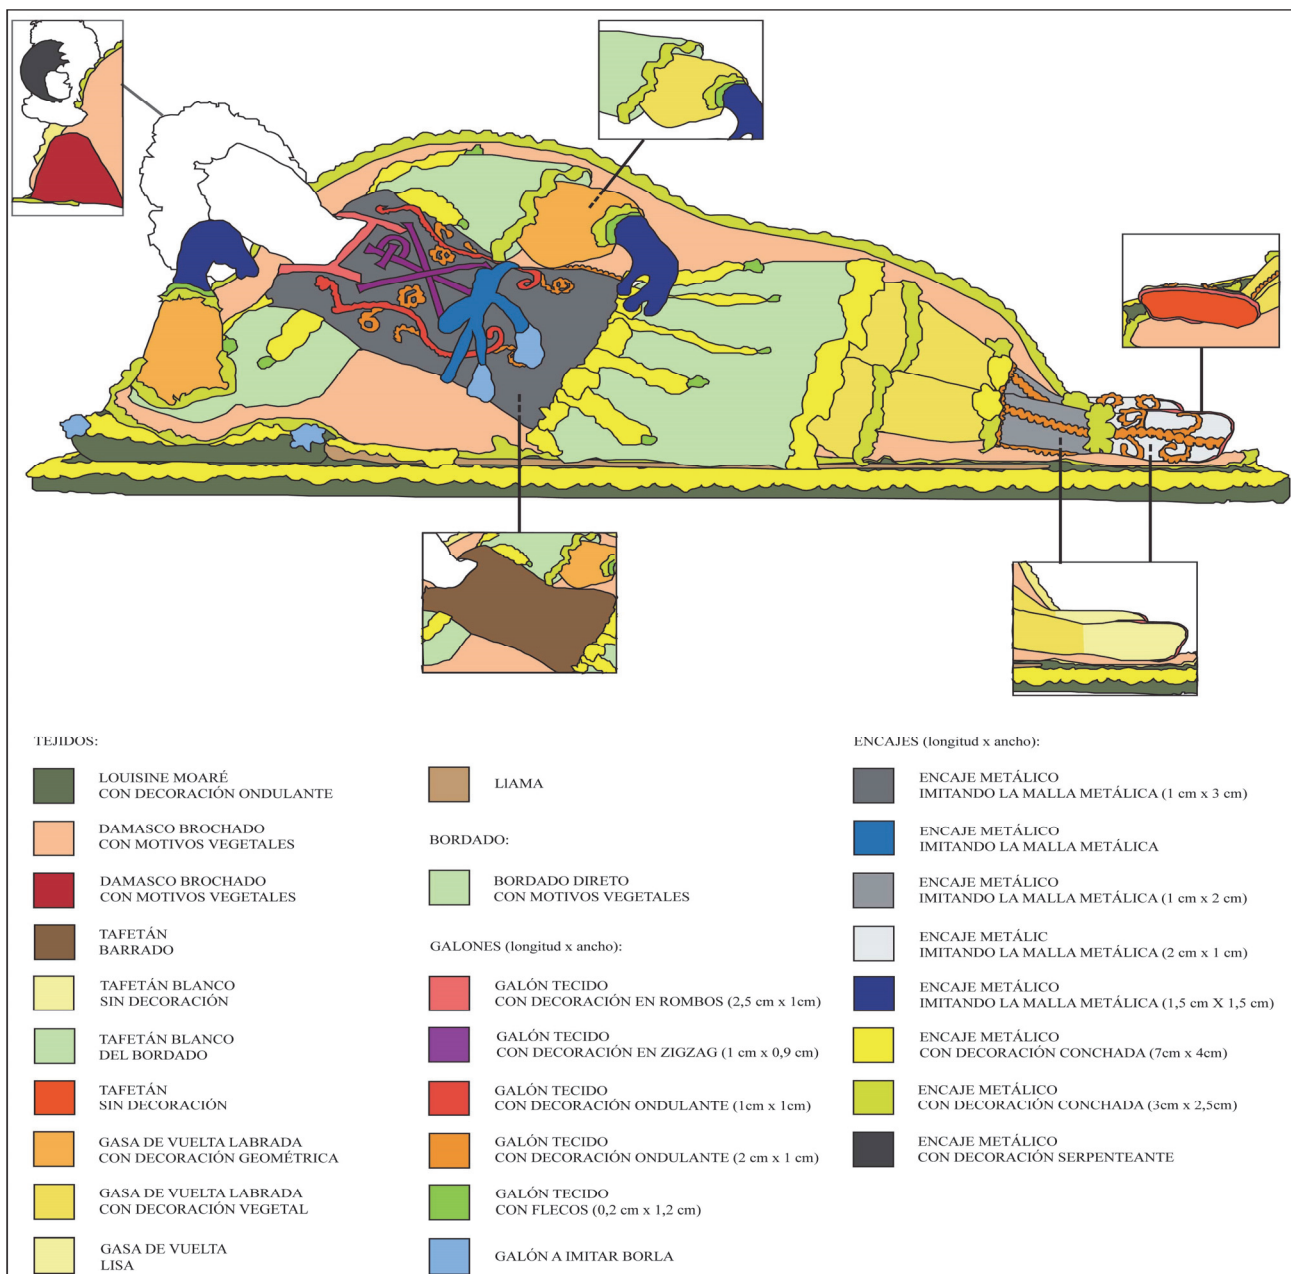 TEJIDOS:
LOUISINE MOARÉ
CON DECORACIÓN ONDULANTE
DAMASCO BROCHADO
CON MOTIVOS VEGETALES
DAMASCO BROCHADO
CON MOTIVOS VEGETALES
TAFETÁN
BARRADO
TAFETÁN BLANCO
SIN DECORACIÓN
TAFETÁN BLANCO
DEL BORDADO
TAFETÁN
SIN DECORACIÓN
GASA DE VUELTA LABRADA
CON DECORACIÓN GEOMÉTRICA
GASA DE VUELTA LABRADA
CON DECORACIÓN VEGETAL
GASA DE VUELTA
LISA
LlAMA
BORDADO:
BORDADO DIRETO
CON MOTIVOS VEGETALES
GALONES (longitud x ancho):
GALÓN TECIDO
CON DECORACIÓN EN ROMBOS (2,5 cm x 1cm)
GALÓN TECIDO
CON DECORACIÓN EN ZIGZAG (1 cm x 0,9 cm)
GALÓN TECIDO
CON DECORACIÓN ONDULANTE (1cm x 1cm)
GALÓN TECIDO
CON DECORACIÓN ONDULANTE (2 cm x 1 cm)
GALÓN TECIDO
CON FLECOS (0,2 cm x 1,2 cm)
GALÓN A IMITAR BORLA
ENCAJES (longitud x ancho):
ENCAJE METÁLICO
IMITANDO LA MALLA METÁLICA (1 cm x 3 cm)
ENCAJE METÁLICO
IMITANDO LA MALLA METÁLICA
ENCAJE METÁLICO
IMITANDO LA MALLA METÁLICA (1 cm x 2 cm)
ENCAJE METÁLIC
IMITANDO LA MALLA METÁLICA (2 cm x 1 cm)
ENCAJE METÁLICO
IMITANDO LA MALLA METÁLICA (1,5 cm X 1,5 cm)
ENCAJE METÁLICO
CON DECORACIÓN CONCHADA (7cm x 4cm)
ENCAJE METÁLICO
CON DECORACIÓN CONCHADA (3cm x 2,5cm)
ENCAJE METÁLICO
CON DECORACIÓN SERPENTEANTE